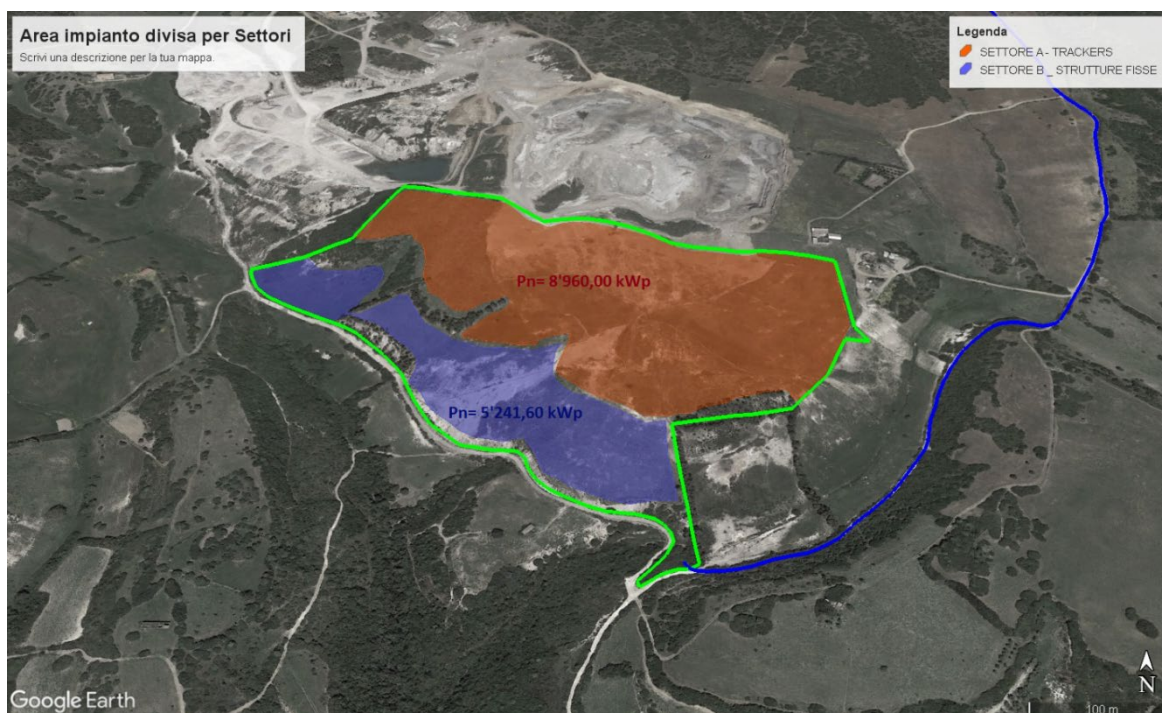 Area impianto divisa per Settori
Scrivi una descrizione per la tua mappa.
Legenda
SETTORE A - TRACKERS
SETTORE B _ STRUTTURE FISSE
Pn= 8'960,00 kWp
Pn= 5'241,60 kWp
Google Earth
N
100 m